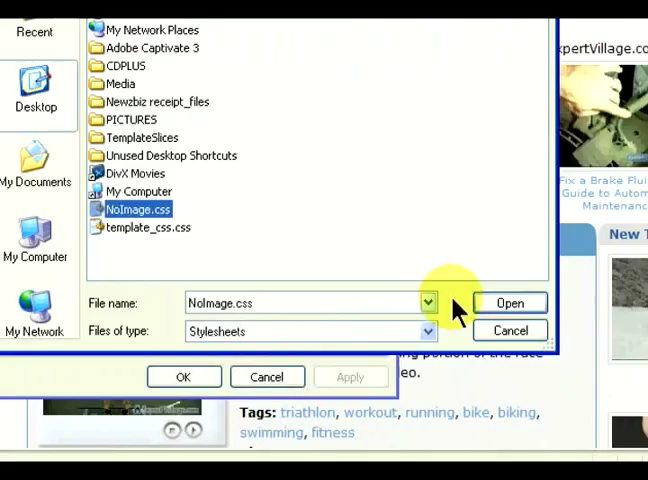 Recent
Desktop
My Documents
My Computer
My Network
My Network Places
Adobe Captivate 3
CDPLUS
Media
Newzbiz receipt_files
PICTURES
TemplateSlices
Unused Desktop Shortcuts
DivX Movies
My Computer
NoImage.css
template_css.css
File name:
NoImage.css
Open
Files of type:
Stylesheets
Cancel
OK
Cancel
Apply
xpertVillage.co
Fix a Brake Flui
Guide to Autom
Maintenanc
New T
eo.
Tags: triathlon, workout, running, bike, biking,
swimming, fitness